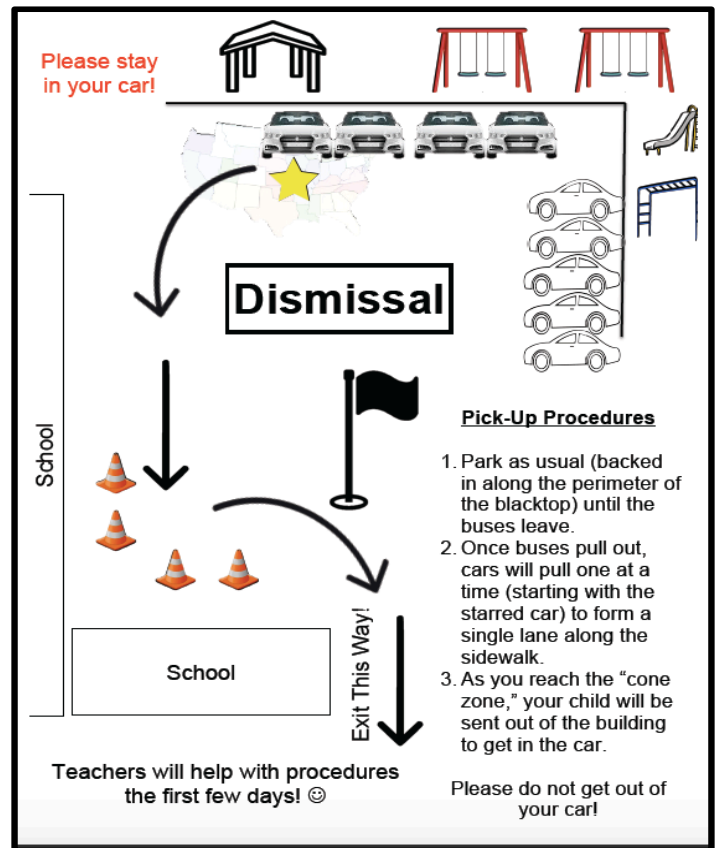 Please stay
in your car!
Dismissal
School
Pick-Up Procedures
1. Park as usual (backed
in along the perimeter of
the blacktop) until the
buses leave.
2. Once buses pull out,
cars will pull one at a
time (starting with the
starred car) to form a
single lane along the
sidewalk.
3. As you reach the “cone
zone,” your child will be
sent out of the building
to get in the car.
Please do not get out of
your car!
Exit This Way!
School
Teachers will help with procedures
the first few days! ☺